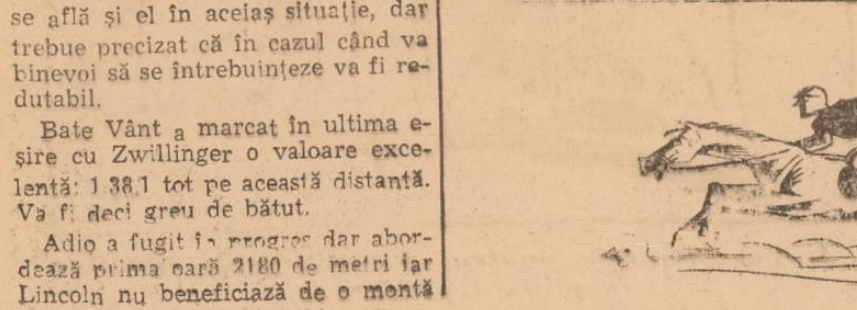 se află și el în aceiaș situație, dar
trebue precizat că în cazul când va
binevoi să se întrebuințeze va fi re-
dutabil.
Bate Vânt a marcat în ultima e-
șire cu Zwillinger o valoare exce-
lentă: 1.38,1 tot pe această distantă.
Va fi deci greu de bătut.
Adio a fugit în progres dar abor-
dează prima oară 2180 de metri iar
Lincoln nu beneficiază de o montă